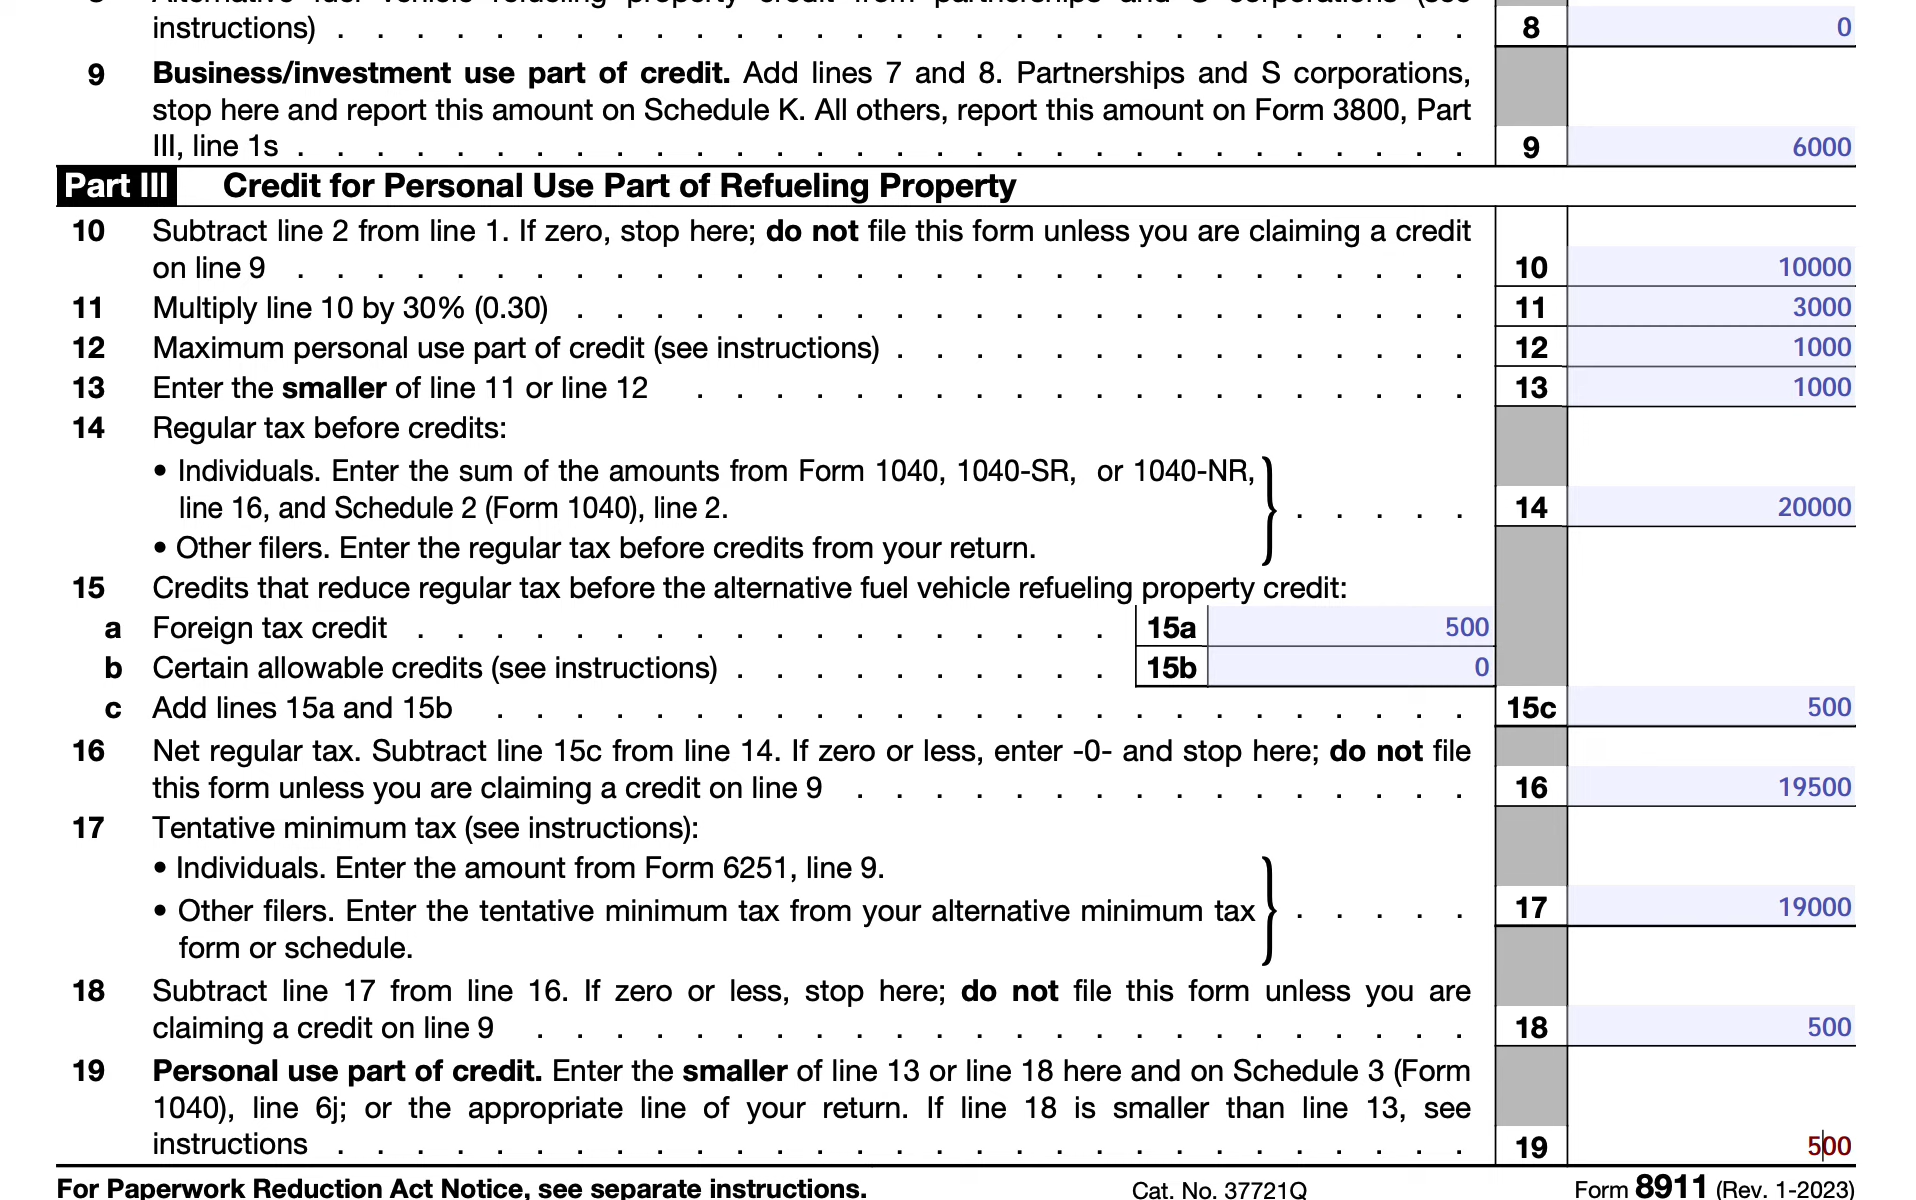 8 Alternative fuel vehicle refueling property credit from partnerships and S corporations (see
instructions) . . . . . . . . . . . . . . . . . . . . . . . . . . . . . 8 0
9 Business/investment use part of credit. Add lines 7 and 8. Partnerships and S corporations,
stop here and report this amount on Schedule K. All others, report this amount on Form 3800, Part
III, line 1s . . . . . . . . . . . . . . . . . . . . . . . . . . . . . . 9 6000
Part III Credit for Personal Use Part of Refueling Property
10 Subtract line 2 from line 1. If zero, stop here; do not file this form unless you are claiming a credit
on line 9 . . . . . . . . . . . . . . . . . . . . . . . . . . . . . . 10 10000
11 Multiply line 10 by 30% (0.30) . . . . . . . . . . . . . . . . . . . . . . . 11 3000
12 Maximum personal use part of credit (see instructions) . . . . . . . . . . . . . . . 12 1000
13 Enter the smaller of line 11 or line 12 . . . . . . . . . . . . . . . . . . . . 13 1000
14 Regular tax before credits:
• Individuals. Enter the sum of the amounts from Form 1040, 1040-SR, or 1040-NR,
line 16, and Schedule 2 (Form 1040), line 2. . . . . . 14 20000
• Other filers. Enter the regular tax before credits from your return.
15 Credits that reduce regular tax before the alternative fuel vehicle refueling property credit:
a Foreign tax credit . . . . . . . . . . . . . . . . . . 15a 500
b Certain allowable credits (see instructions) . . . . . . . . . . 15b 0
c Add lines 15a and 15b . . . . . . . . . . . . . . . . . . . . . . . . . 15c 500
16 Net regular tax. Subtract line 15c from line 14. If zero or less, enter -0- and stop here; do not file
this form unless you are claiming a credit on line 9 . . . . . . . . . . . . . . . . 16 19500
17 Tentative minimum tax (see instructions):
• Individuals. Enter the amount from Form 6251, line 9.
• Other filers. Enter the tentative minimum tax from your alternative minimum tax . . . . . 17 19000
form or schedule.
18 Subtract line 17 from line 16. If zero or less, stop here; do not file this form unless you are
claiming a credit on line 9 . . . . . . . . . . . . . . . . . . . . . . . . 18 500
19 Personal use part of credit. Enter the smaller of line 13 or line 18 here and on Schedule 3 (Form
1040), line 6j; or the appropriate line of your return. If line 18 is smaller than line 13, see
instructions . . . . . . . . . . . . . . . . . . . . . . . . . . . . . 19 500
For Paperwork Reduction Act Notice, see separate instructions. Cat. No. 37721Q Form 8911 (Rev. 1-2023)